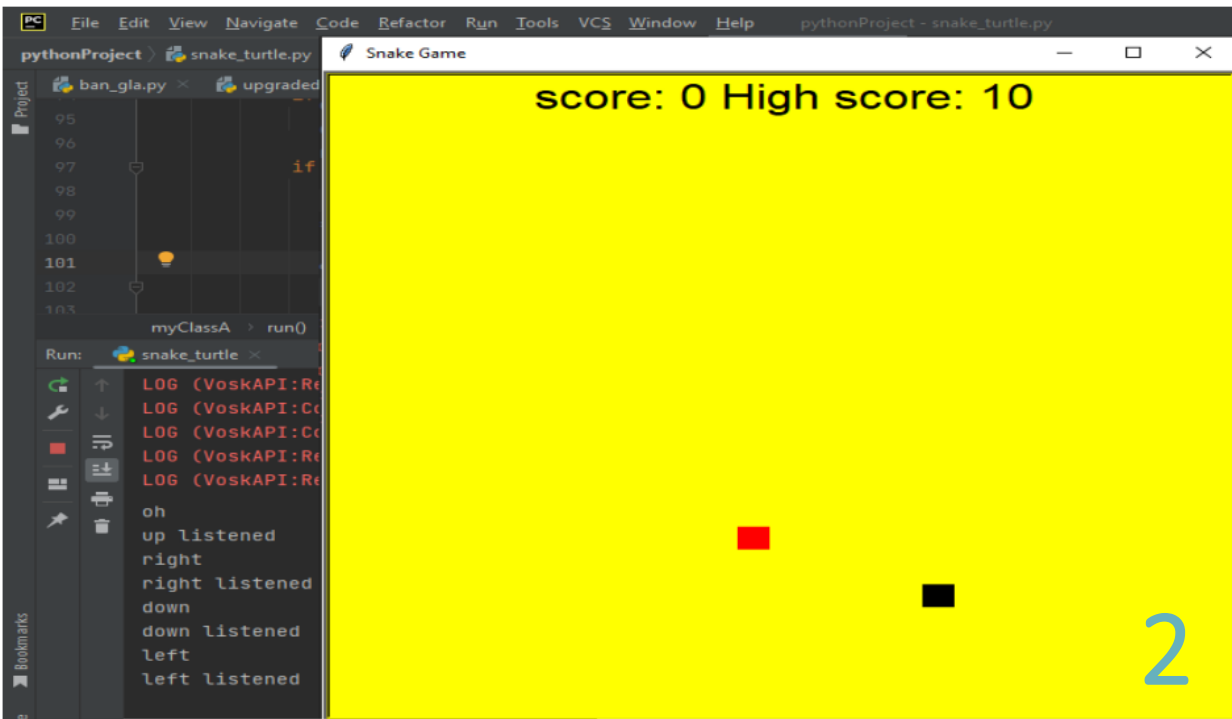 PC File Edit View Navigate Code Refactor Run Tools VCS Window Help pythonProject - snake_turtle.py
pythonProject snake_turtle.py
Snake Game
Project
ban_gla.py upgraded
score: 0 High score: 10
95
96
97 if
98
99
100
101
102
103
myClassA run()
Run: snake_turtle
LOG (VoskAPI:Re
LOG (VoskAPI:Co
LOG (VoskAPI:Co
LOG (VoskAPI:Re
LOG (VoskAPI:Re
oh
up listened
right
right listened
down
down listened
left
left listened
Bookmarks
2